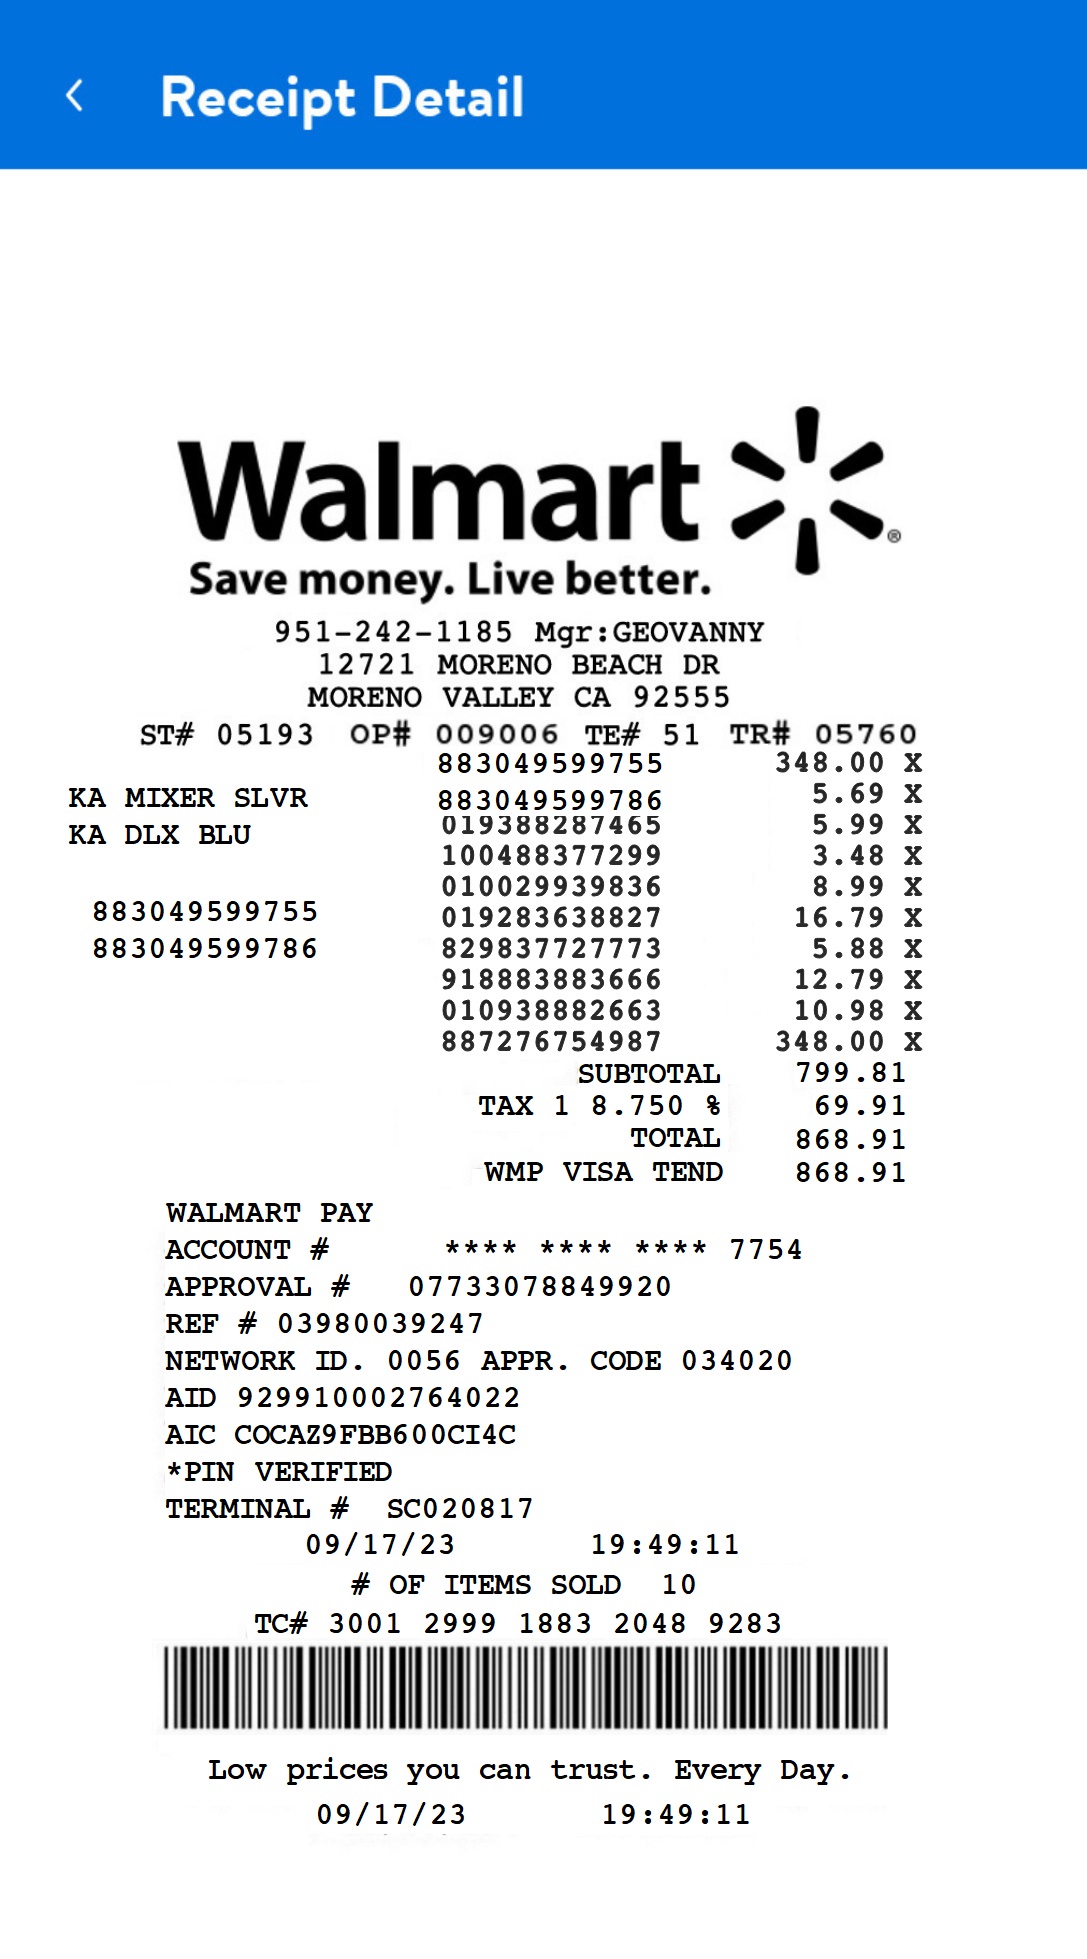 Receipt Detail
Walmart
Save money. Live better.
951-242-1185 Mgr:GEOVANNY
12721 MORENO BEACH DR
MORENO VALLEY CA 92555
ST# 05193 OP# 009006 TE# 51 TR# 05760
883049599755 348.00 X
KA MIXER SLVR 883049599786 5.69 X
KA DLX BLU 019388287465 5.99 X
100488377299 3.48 X
010029939836 8.99 X
883049599755 019283638827 16.79 X
883049599786 829837727773 5.88 X
918883883666 12.79 X
010938882663 10.98 X
887276754987 348.00 X
SUBTOTAL 799.81
TAX 1 8.750 % 69.91
TOTAL 868.91
WMP VISA TEND 868.91
WALMART PAY
ACCOUNT # **** **** **** 7754
APPROVAL # 07733078849920
REF # 03980039247
NETWORK ID. 0056 APPR. CODE 034020
AID 929910002764022
AIC COCAZ9FBB600CI4C
*PIN VERIFIED
TERMINAL # SC020817
09/17/23 19:49:11
# OF ITEMS SOLD 10
TC# 3001 2999 1883 2048 9283
Low prices you can trust. Every Day.
09/17/23 19:49:11